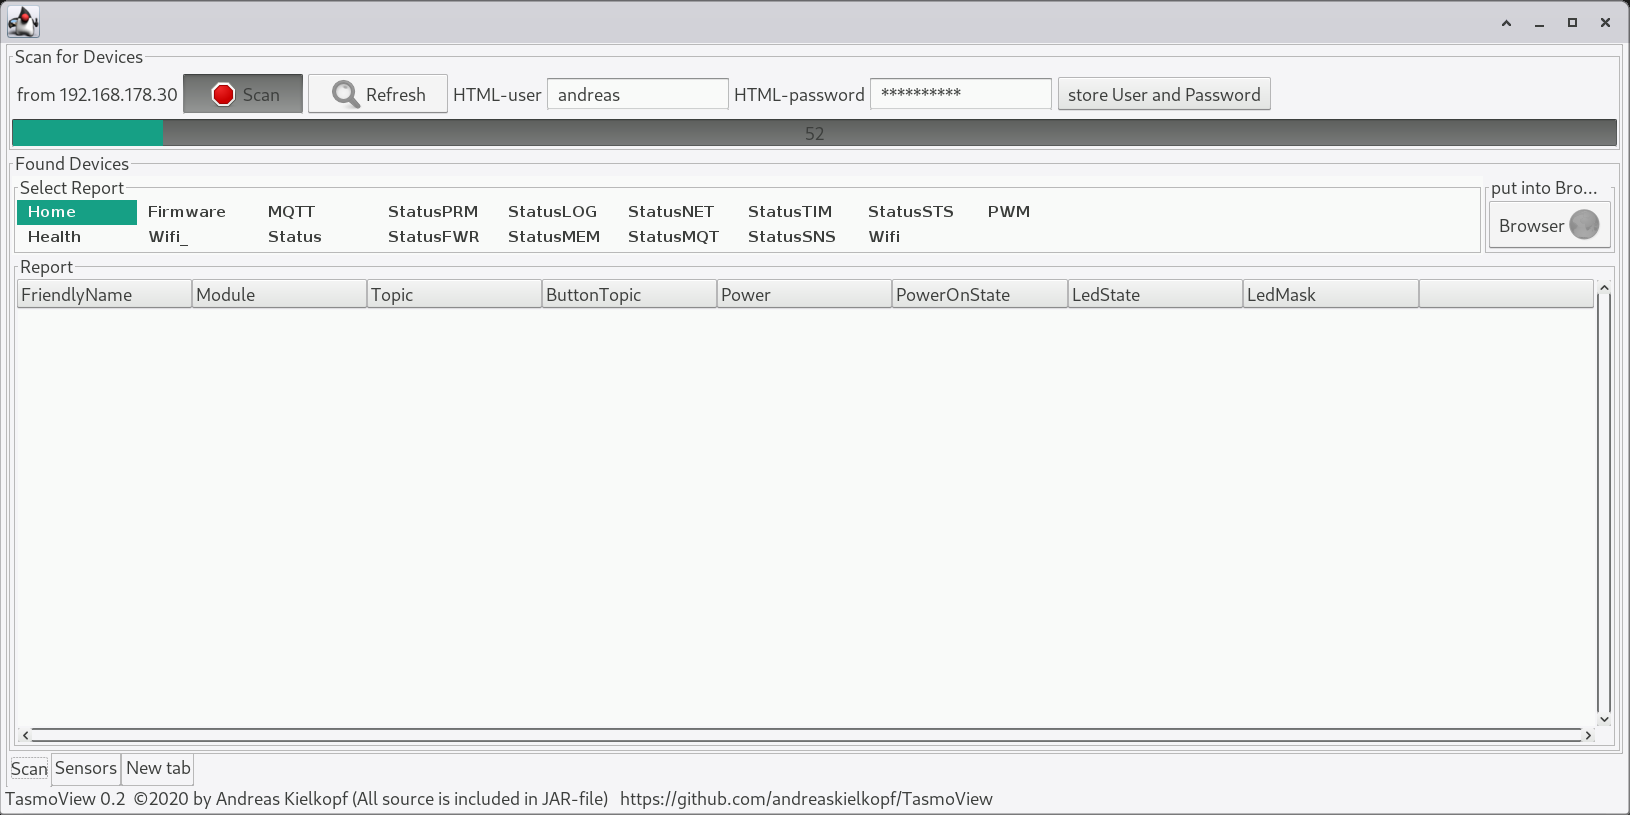 Scan for Devices
from 192.168.178.30 Scan Refresh HTML-user andreas HTML-password ********** store User and Password
52
Found Devices
Select Report put into Bro...
Home Firmware MQTT StatusPRM StatusLOG StatusNET StatusTIM StatusSTS PWM
Browser
Health Wifi_ Status StatusFWR StatusMEM StatusMQT StatusSNS Wifi
Report
FriendlyName Module Topic ButtonTopic Power PowerOnState LedState LedMask
Scan Sensors New tab
TasmoView 0.2 ©2020 by Andreas Kielkopf (All source is included in JAR-file) https://github.com/andreaskielkopf/TasmoView